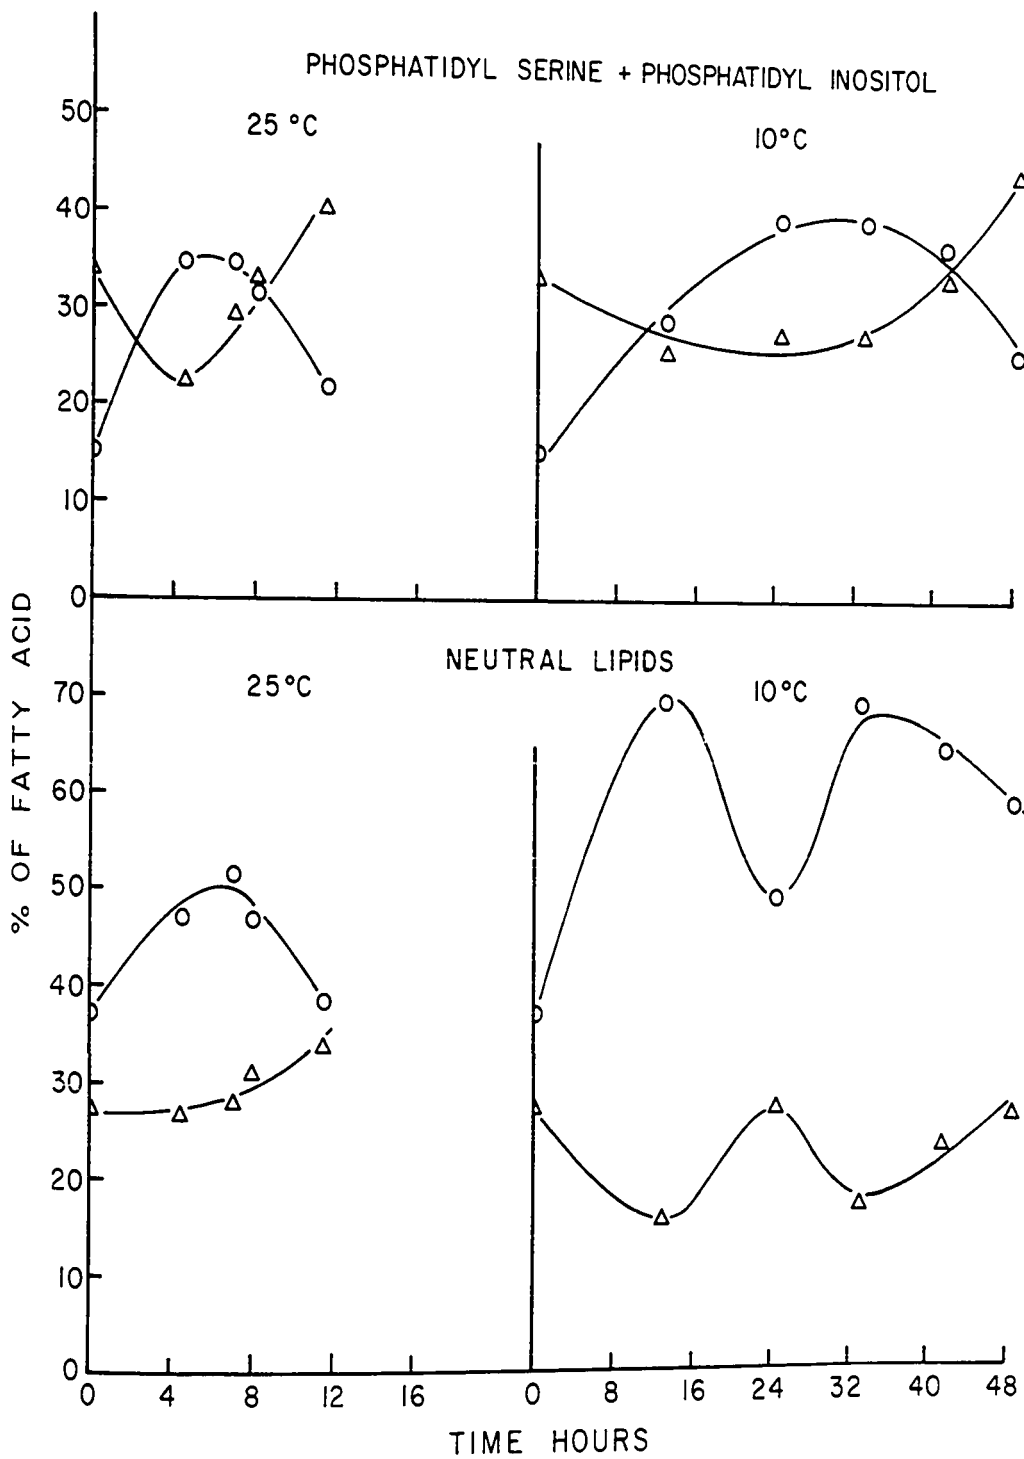 PHOSPHATIDYL SERINE + PHOSPHATIDYL INOSITOL
25 °C
10°C
50
40
30
20
10
0
NEUTRAL LIPIDS
25°C
10°C
70
60
50
40
30
20
10
0
% OF FATTY ACID
0 4 8 12 16 0 8 16 24 32 40 48
TIME HOURS